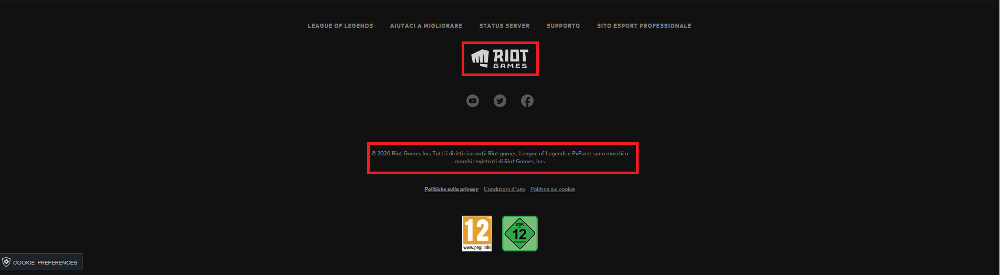 LEAGUE OF LEGENDS AIUTACI A MIGLIORARE STATUS SERVER SUPPORTO SITO ESPORT PROFESSIONALE
RIOT
GAMES
© 2020 Riot Games Inc. Tutti i diritti riservati. Riot games, League of Legends e PvP.net sono marchi o
marchi registrati di Riot Games, Inc.
Politiche sulla privacy Condizioni d'uso Politica sui cookie
12
www.pegi.info
USK
ab
12
freigegeben
COOKIE PREFERENCES